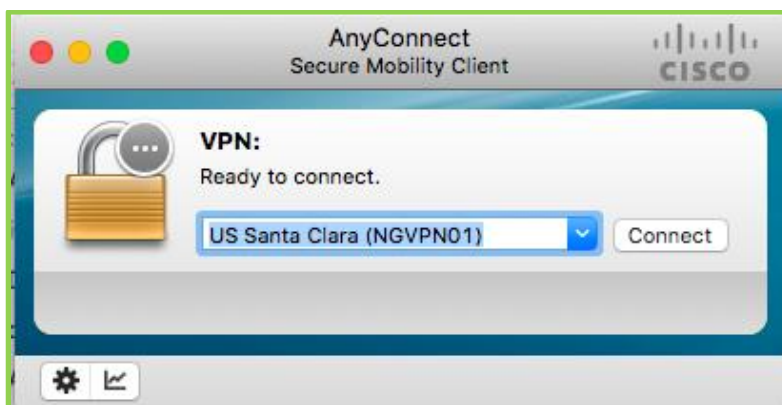 AnyConnect
Secure Mobility Client
CISCO
VPN:
Ready to connect.
US Santa Clara (NGVPN01)
Connect